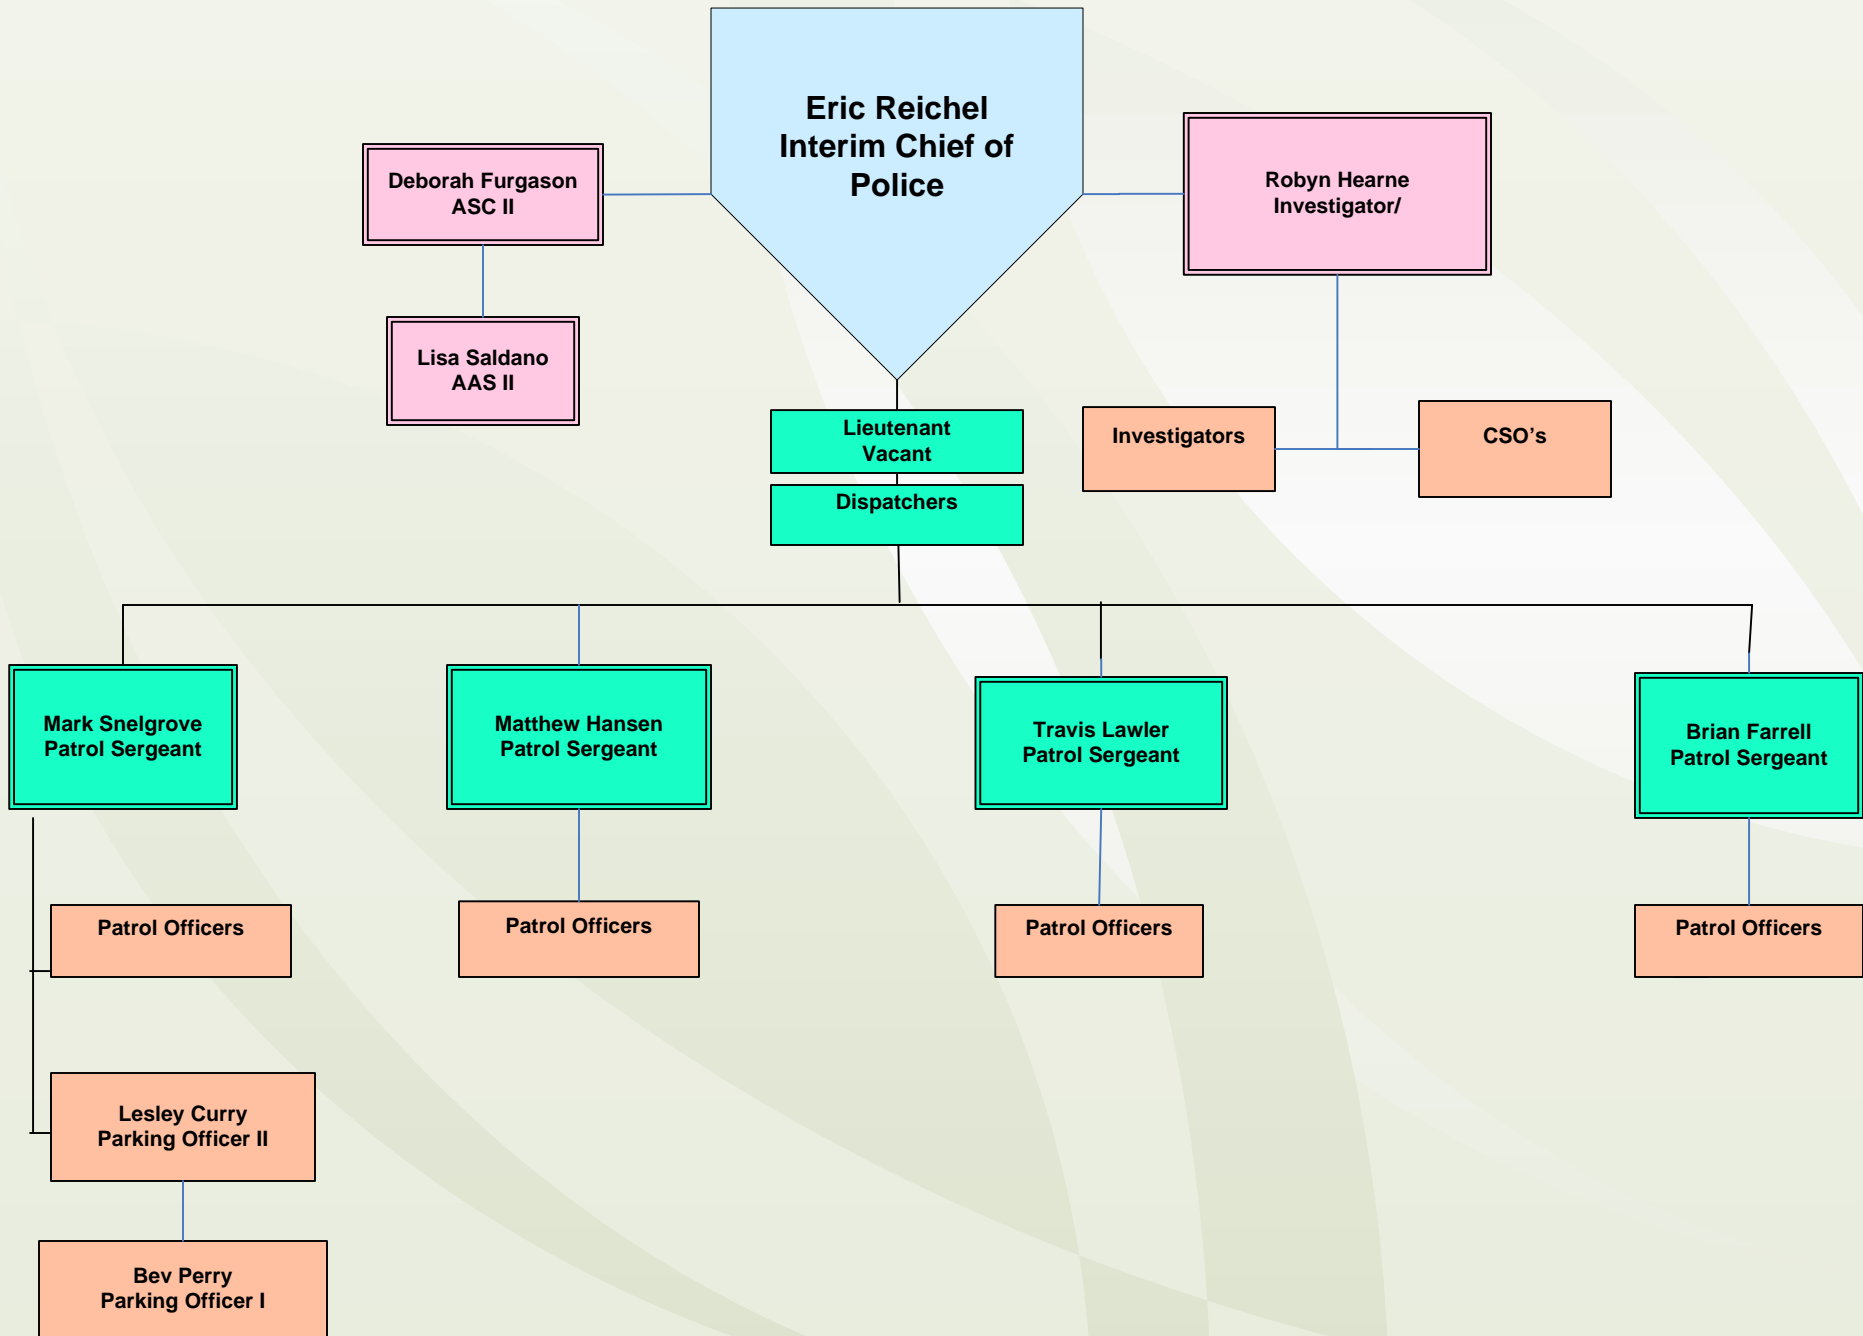 Eric Reichel
Interim Chief of
Police
Deborah Furgason
ASC II
Robyn Hearne
Investigator/
Lisa Saldano
AAS II
Lieutenant
Vacant
Investigators
CSO’s
Dispatchers
Mark Snelgrove
Patrol Sergeant
Matthew Hansen
Patrol Sergeant
Travis Lawler
Patrol Sergeant
Brian Farrell
Patrol Sergeant
Patrol Officers
Patrol Officers
Patrol Officers
Patrol Officers
Lesley Curry
Parking Officer II
Bev Perry
Parking Officer I